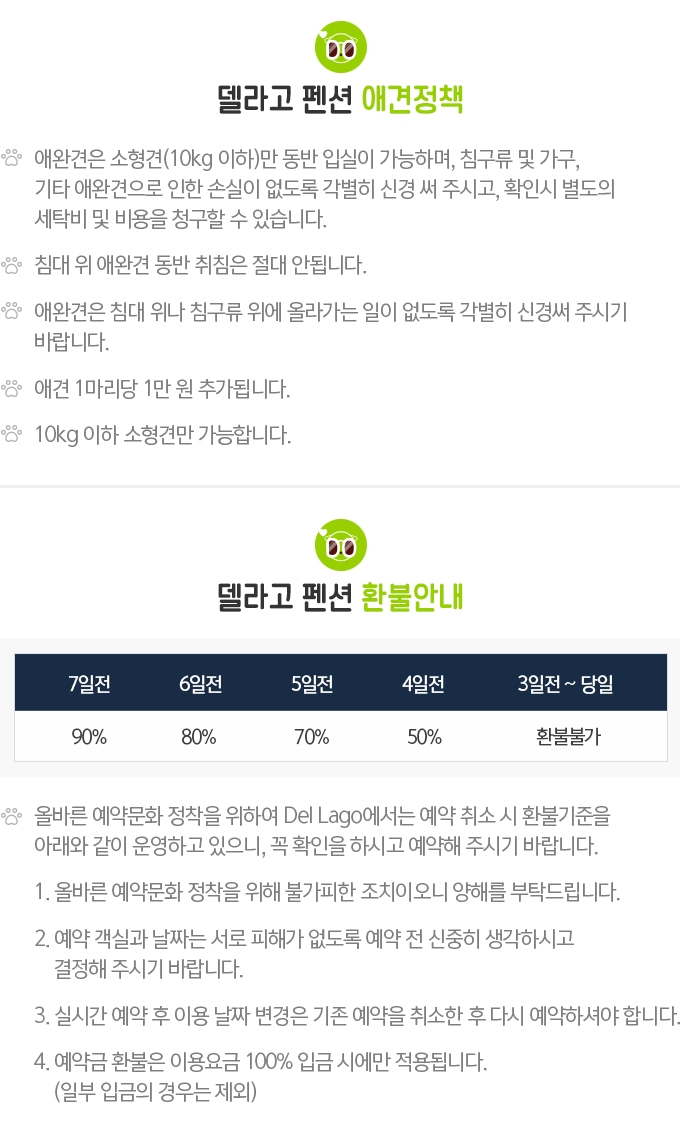 델라고 펜션 애견정책
애완견은 소형견(10kg 이하)만 동반 입실이 가능하며, 침구류 및 가구,
기타 애완견으로 인한 손실이 없도록 각별히 신경 써 주시고, 확인시 별도의
세탁비 및 비용을 청구할 수 있습니다.
침대 위 애완견 동반 취침은 절대 안됩니다.
애완견은 침대 위나 침구류 위에 올라가는 일이 없도록 각별히 신경써 주시기
바랍니다.
애견 1마리당 1만 원 추가됩니다.
10kg 이하 소형견만 가능합니다.
델라고 펜션 환불안내
7일전 6일전 5일전 4일전 3일전 ~ 당일
90% 80% 70% 50% 환불불가
올바른 예약문화 정착을 위하여 Del Lago에서는 예약 취소 시 환불기준을
아래와 같이 운영하고 있으니, 꼭 확인을 하시고 예약해 주시기 바랍니다.
1. 올바른 예약문화 정착을 위해 불가피한 조치이오니 양해를 부탁드립니다.
2. 예약 객실과 날짜는 서로 피해가 없도록 예약 전 신중히 생각하시고
결정해 주시기 바랍니다.
3. 실시간 예약 후 이용 날짜 변경은 기존 예약을 취소한 후 다시 예약하셔야 합니다.
4. 예약금 환불은 이용요금 100% 입금 시에만 적용됩니다.
(일부 입금의 경우는 제외)